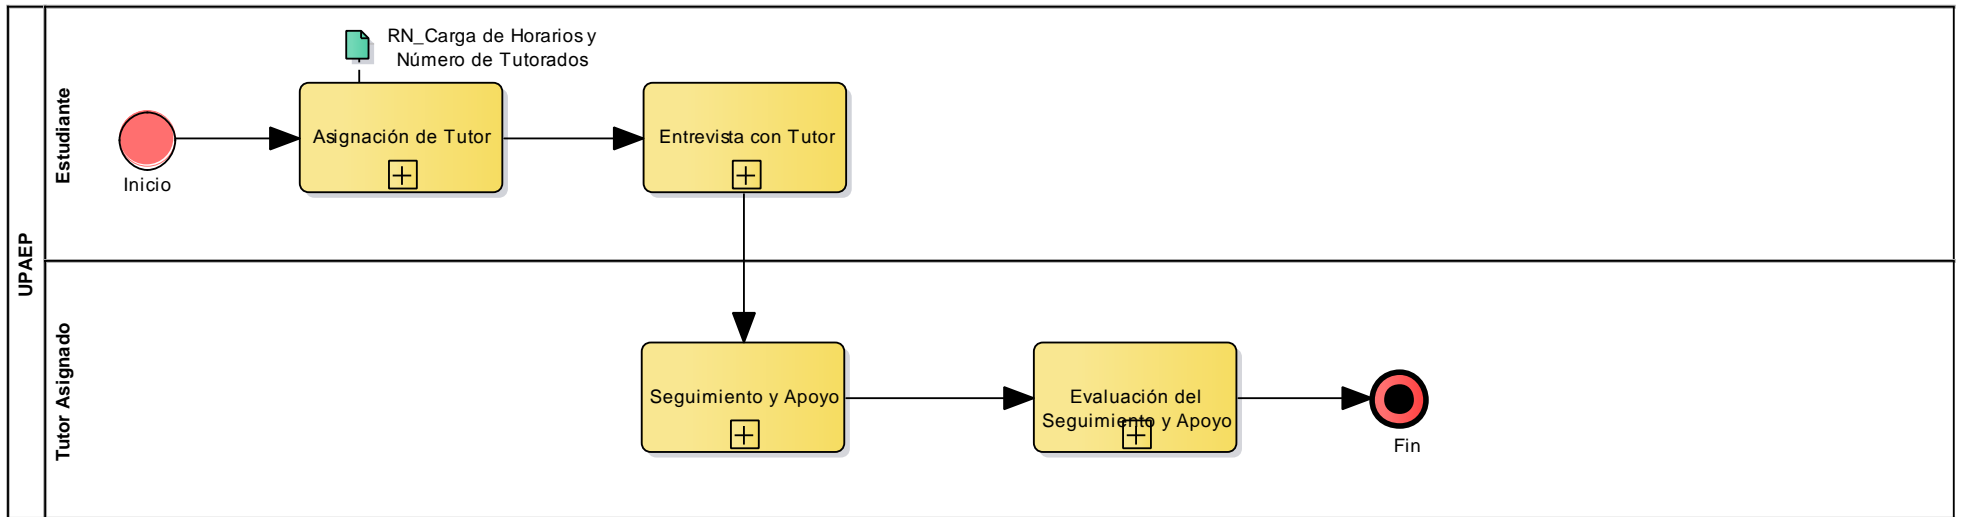 UPAEP
Estudiante
RN_Carga de Horarios y
Número de Tutorados
Inicio
Asignación de Tutor
Entrevista con Tutor
Tutor Asignado
Seguimiento y Apoyo
Evaluación del
Seguimiento y Apoyo
Fin